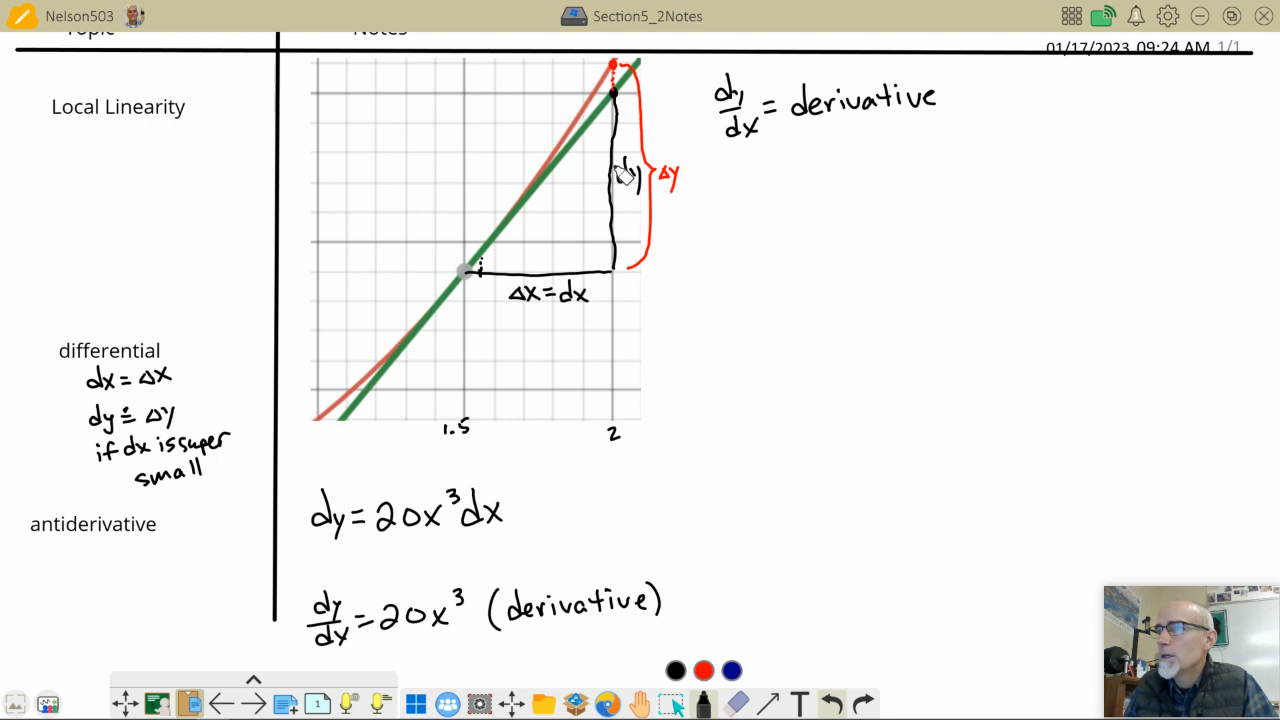 Nelson503
Section5_2Notes
Topic
Notes
01/17/2023 09:24 AM 1/1
Local Linearity
dy/dx = derivative
dy
Δy
Δx = dx
differential
dx = Δx
dy ≐ Δy
if dx is super
small
1.5
2
antiderivative
dy = 20x³dx
dy/dx = 20x³ (derivative)
1
T